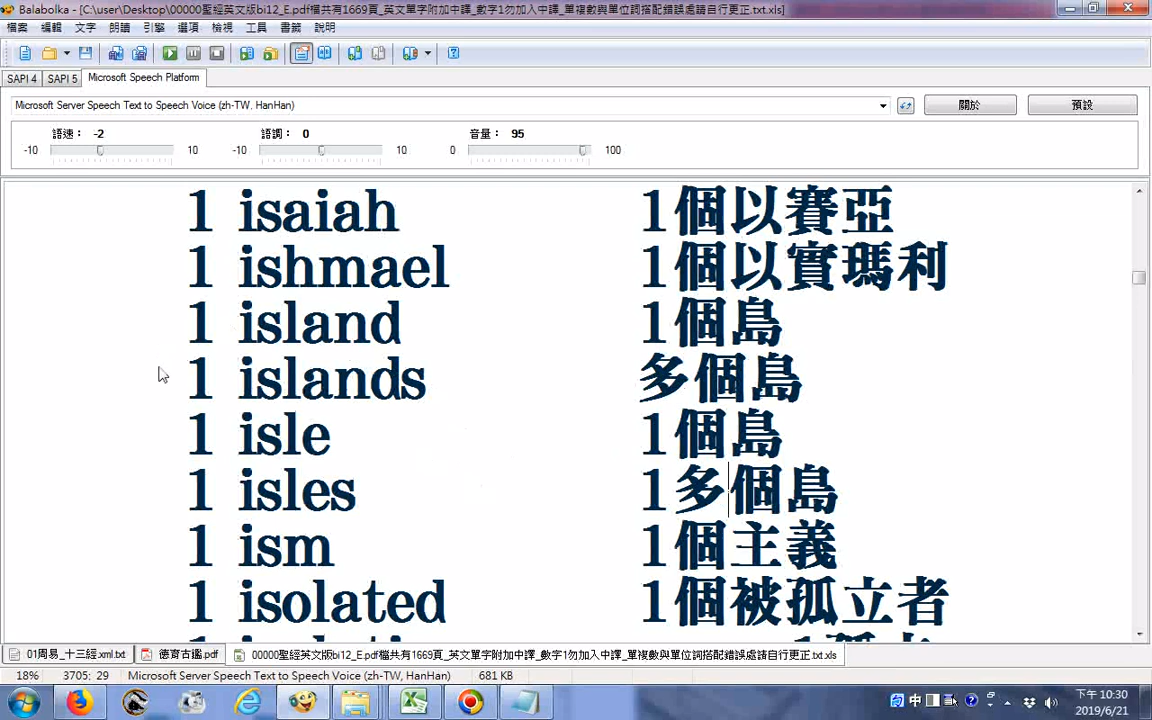 Balabolka - [C:\user\Desktop\00000聖經英文版bi12_E.pdf檔共有1669頁_英文單字附加中譯_數字1勿加入中譯_單複數與單位詞搭配錯誤處請自行更正.txt.xls]
檔案 編輯 文字 朗讀 引擎 選項 檢視 工具 書籤 說明
SAPI 4 SAPI 5 Microsoft Speech Platform
Microsoft Server Speech Text to Speech Voice (zh-TW, HanHan) 關於 預設
語速： -2 語調： 0 音量： 95
-10 10 -10 10 0 100
1 isaiah 1個以賽亞
1 ishmael 1個以實瑪利
1 island 1個島
1 islands 多個島
1 isle 1個島
1 isles 1多個島
1 ism 1個主義
1 isolated 1個被孤立者
01周易_十三經.xml.txt 德育古鑑.pdf 00000聖經英文版bi12_E.pdf檔共有1669頁_英文單字附加中譯_數字1勿加入中譯_單複數與單位詞搭配錯誤處請自行更正.txt.xls
18% 3705: 29 Microsoft Server Speech Text to Speech Voice (zh-TW, HanHan) 681 KB
中 下午 10:30
2019/6/21